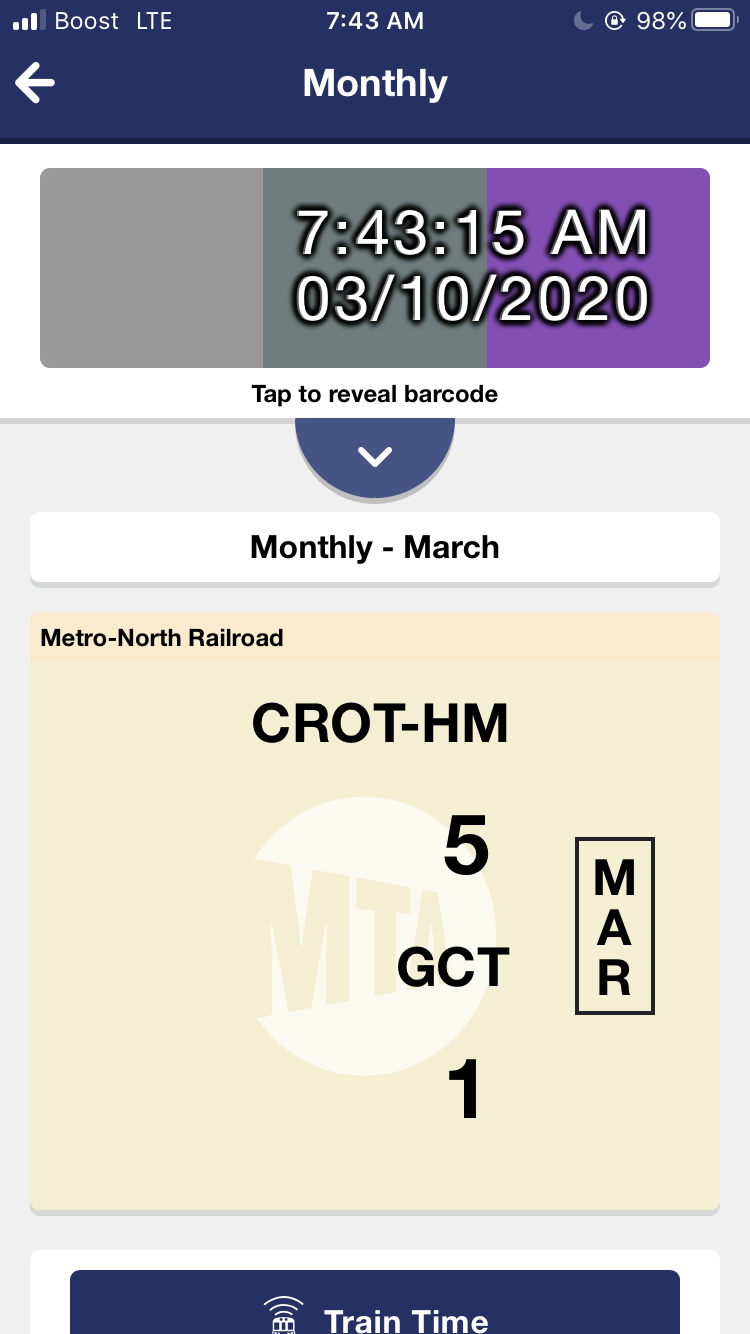 Boost LTE 7:43 AM 98%
Monthly
7:43:15 AM
03/10/2020
Tap to reveal barcode
Monthly - March
Metro-North Railroad
CROT-HM
5
MTA
GCT
1
M
A
R
Train Time